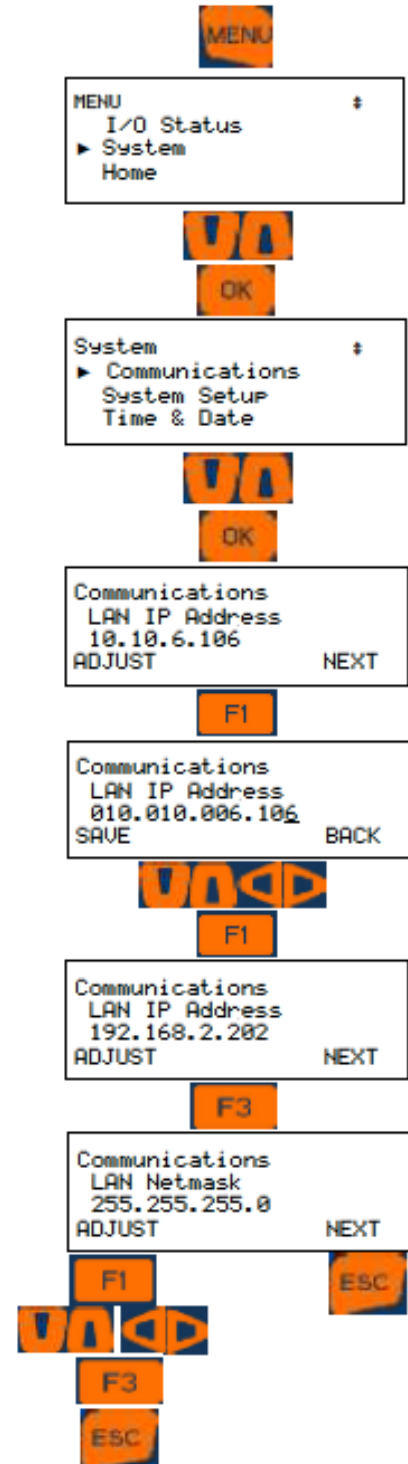 MENU
MENU
I/O Status
► System
Home
OK
System
► Communications
System Setup
Time & Date
OK
Communications
LAN IP Address
10.10.6.106
ADJUST NEXT
F1
Communications
LAN IP Address
010.010.006.106
SAVE BACK
F1
Communications
LAN IP Address
192.168.2.202
ADJUST NEXT
F3
Communications
LAN Netmask
255.255.255.0
ADJUST NEXT
F1 ESC
F3
ESC